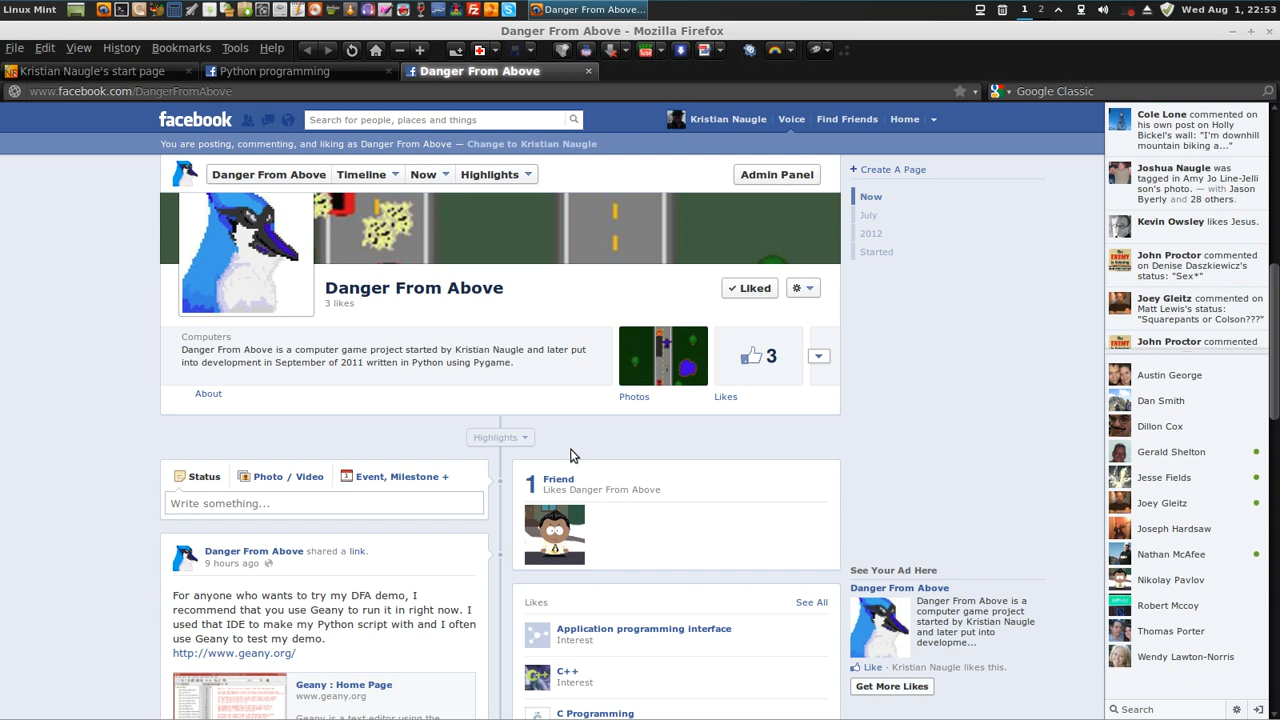 Linux Mint
Danger From Above...
1 2
Wed Aug 1, 22:53
Danger From Above - Mozilla Firefox
File Edit View History Bookmarks Tools Help
Kristian Naugle's start page
Python programming
Danger From Above
www.facebook.com/DangerFromAbove
Google Classic
facebook
Search for people, places and things
Kristian Naugle Voice Find Friends Home
You are posting, commenting, and liking as Danger From Above — Change to Kristian Naugle
Danger From Above Timeline Now Highlights
Admin Panel
Danger From Above
3 likes
Liked
Computers
Danger From Above is a computer game project started by Kristian Naugle and later put
into development in September of 2011 written in Python using Pygame.
About
Photos
3
Likes
Highlights
Status
Photo / Video
Event, Milestone +
Write something...
Danger From Above shared a link.
9 hours ago
For anyone who wants to try my DFA demo, I
recommend that you use Geany to run it in right now. I
used that IDE to make my Python script with and I often
use Geany to test my demo.
http://www.geany.org/
Geany : Home Page
www.geany.org
Geany is a text editor using the
1 Friend
Likes Danger From Above
Likes
See All
Application programming interface
Interest
C++
Interest
C Programming
+ Create A Page
Now
July
2012
Started
See Your Ad Here
Danger From Above
Danger From Above is a
computer game project
started by Kristian Naugle
and later put into
developme...
Like · Kristian Naugle likes this.
Get More Likes
Cole Lone commented on
his own post on Holly
Bickel's wall: "I'm downhill
mountain biking a..."
Joshua Naugle was
tagged in Amy Jo Line-Jelli
son's photo. — with Jason
Byerly and 28 others.
Kevin Owsley likes Jesus.
John Proctor commented
on Denise Daszkiewicz's
status: "Sex*"
Joey Gleitz commented on
Matt Lewis's status:
"Squarepants or Colson???"
John Proctor commented
Austin George
Dan Smith
Dillon Cox
Gerald Shelton
Jesse Fields
Joey Gleitz
Joseph Hardsaw
Nathan McAfee
Nikolay Pavlov
Robert Mccoy
Thomas Porter
Wendy Lawton-Norris
Search